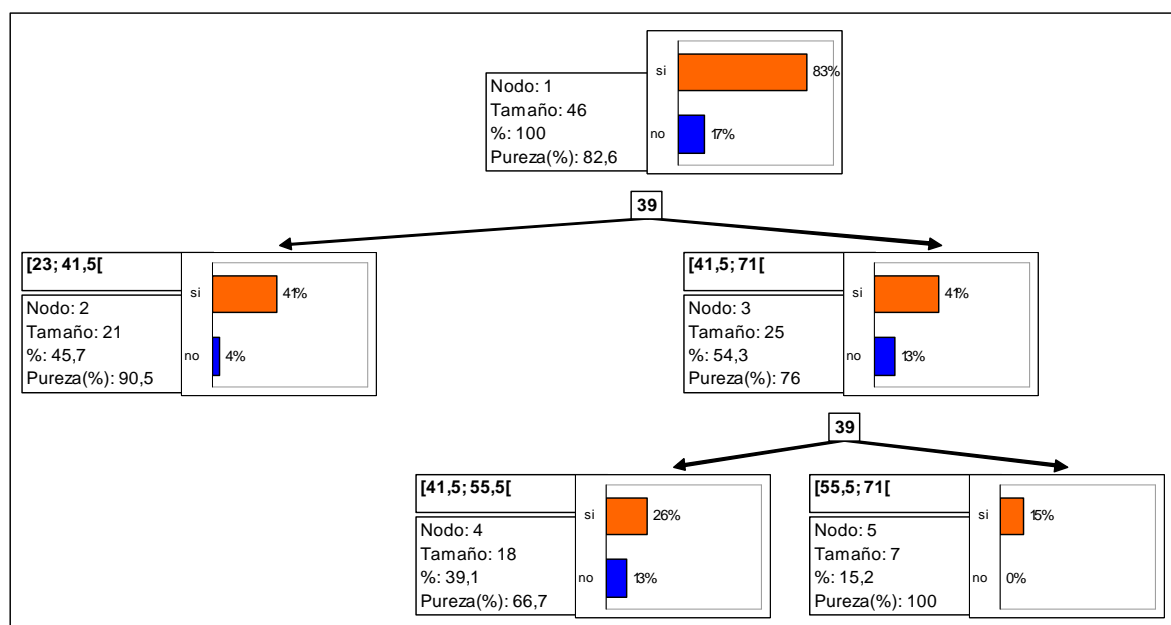 si
83%
Nodo: 1
Tamaño: 46
%: 100
Pureza(%): 82,6
no
17%
39
[23; 41,5[
si
41%
Nodo: 2
Tamaño: 21
%: 45,7
Pureza(%): 90,5
no
4%
[41,5; 71[
si
41%
Nodo: 3
Tamaño: 25
%: 54,3
Pureza(%): 76
no
13%
39
[41,5; 55,5[
si
26%
Nodo: 4
Tamaño: 18
%: 39,1
Pureza(%): 66,7
no
13%
[55,5; 71[
si
15%
Nodo: 5
Tamaño: 7
%: 15,2
Pureza(%): 100
no
0%